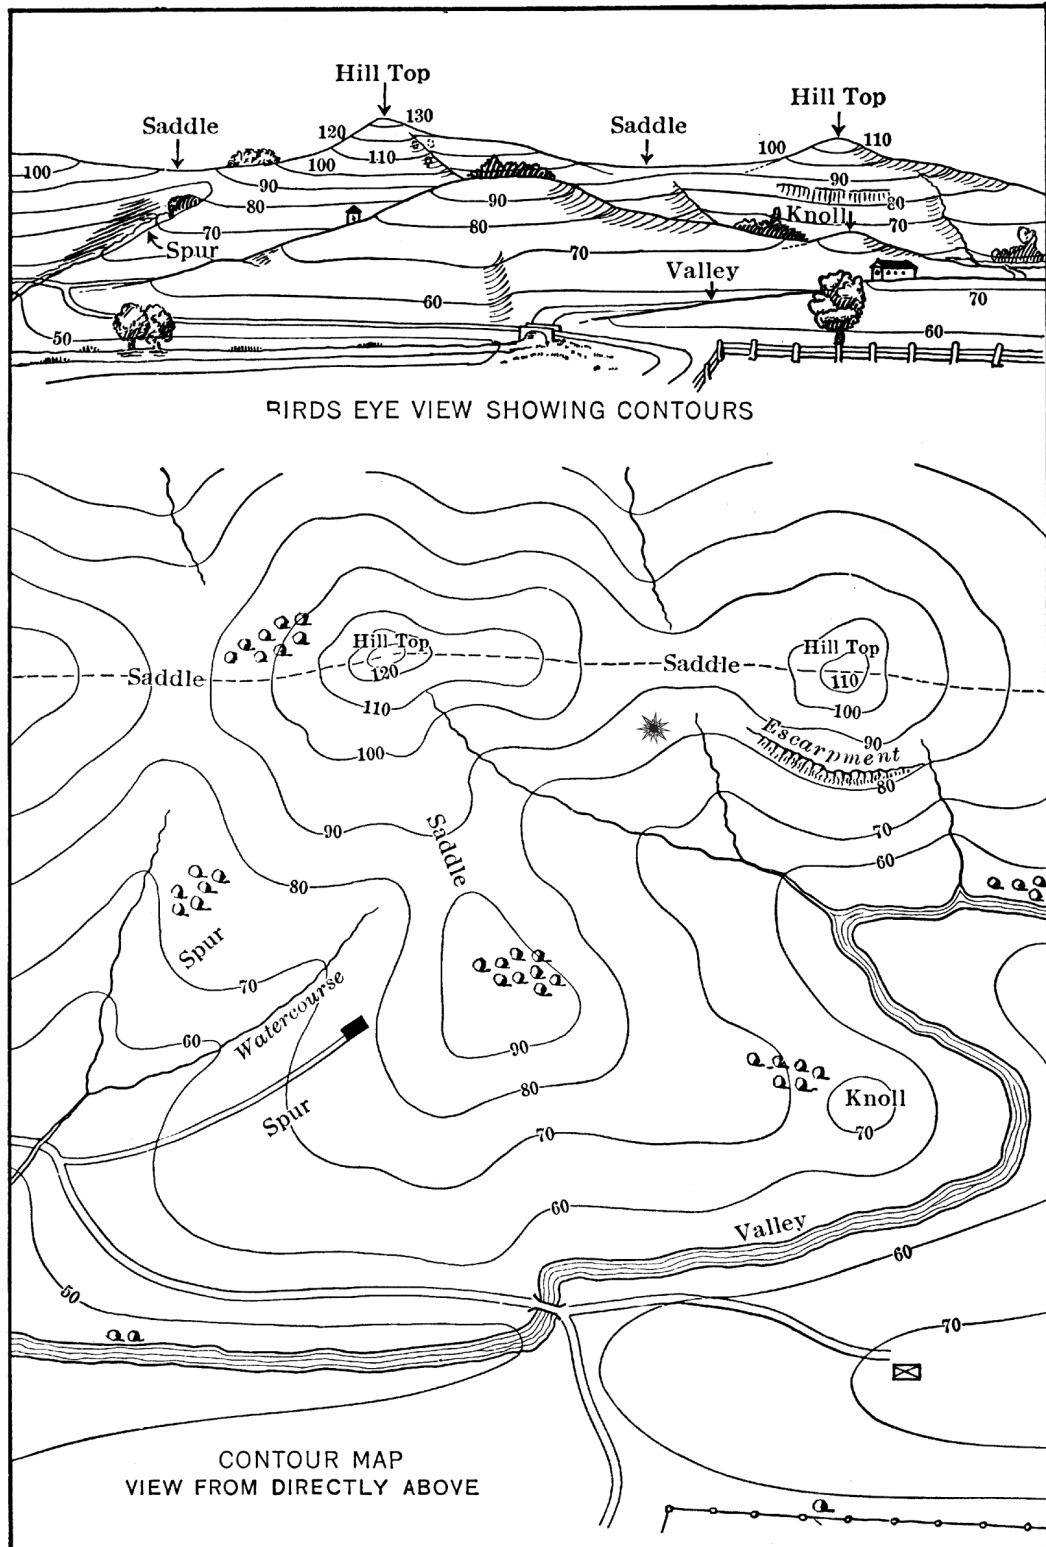 Hill Top
Hill Top
Saddle
130
Saddle
120
110
100
100
100
110
90
90
80
90
80
Knoll
70
80
70
Spur
70
Valley
60
70
50
60
BIRDS EYE VIEW SHOWING CONTOURS
Hill Top
Hill Top
Saddle
Saddle
120
110
110
100
100
90
Escarpment
80
90
70
Saddle
60
80
Spur
70
Watercourse
60
90
80
Knoll
Spur
70
70
60
Valley
60
50
70
CONTOUR MAP
VIEW FROM DIRECTLY ABOVE